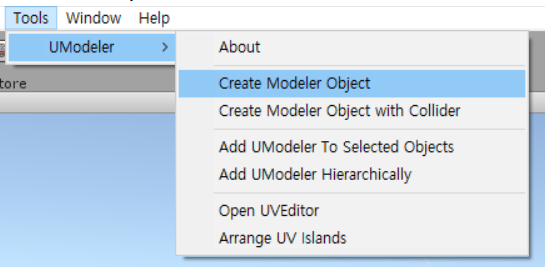 Tools Window Help
UModeler > About
tore
Create Modeler Object
Create Modeler Object with Collider
Add UModeler To Selected Objects
Add UModeler Hierarchically
Open UVEditor
Arrange UV Islands